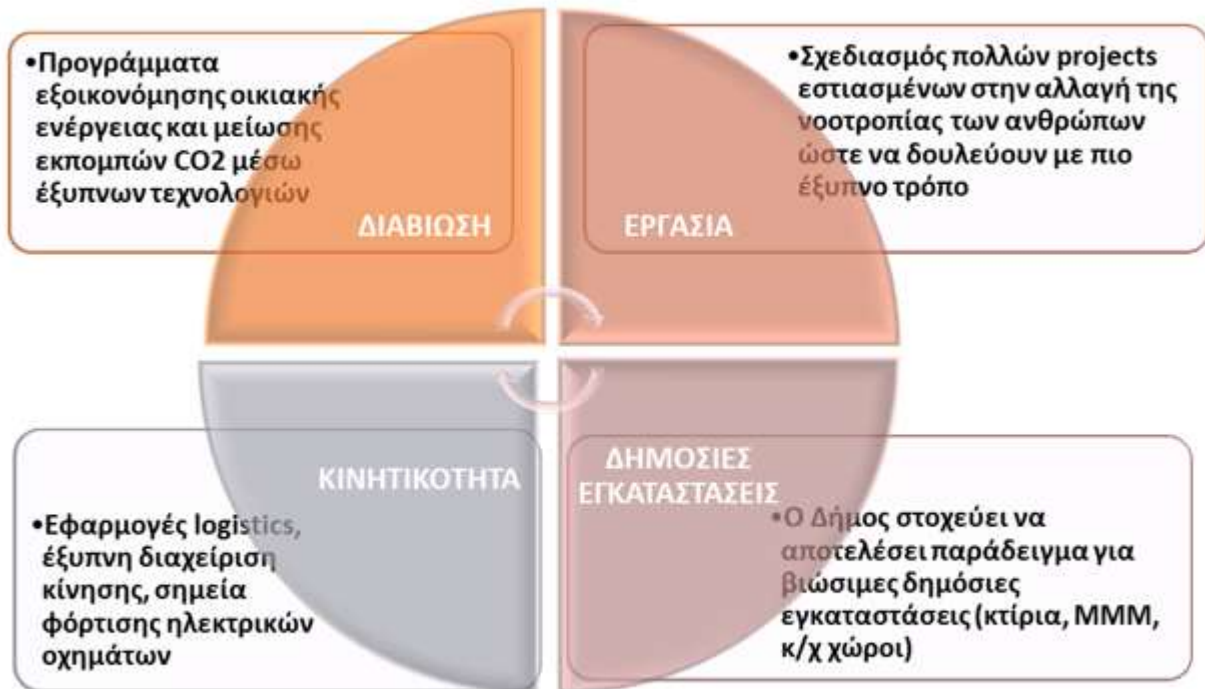 •Προγράμματα
εξοικονόμησης οικιακής
ενέργειας και μείωσης
εκπομπών CO2 μέσω
έξυπνων τεχνολογιών
ΔΙΑΒΙΩΣΗ
•Σχεδιασμός πολλών projects
εστιασμένων στην αλλαγή της
νοοτροπίας των ανθρώπων
ώστε να δουλεύουν με πιο
έξυπνο τρόπο
ΕΡΓΑΣΙΑ
ΚΙΝΗΤΙΚΟΤΗΤΑ
•Εφαρμογές logistics,
έξυπνη διαχείριση
κίνησης, σημεία
φόρτισης ηλεκτρικών
οχημάτων
ΔΗΜΟΣΙΕΣ
ΕΓΚΑΤΑΣΤΑΣΕΙΣ
•Ο Δήμος στοχεύει να
αποτελέσει παράδειγμα για
βιώσιμες δημόσιες
εγκαταστάσεις (κτίρια, ΜΜΜ,
κ/χ χώροι)